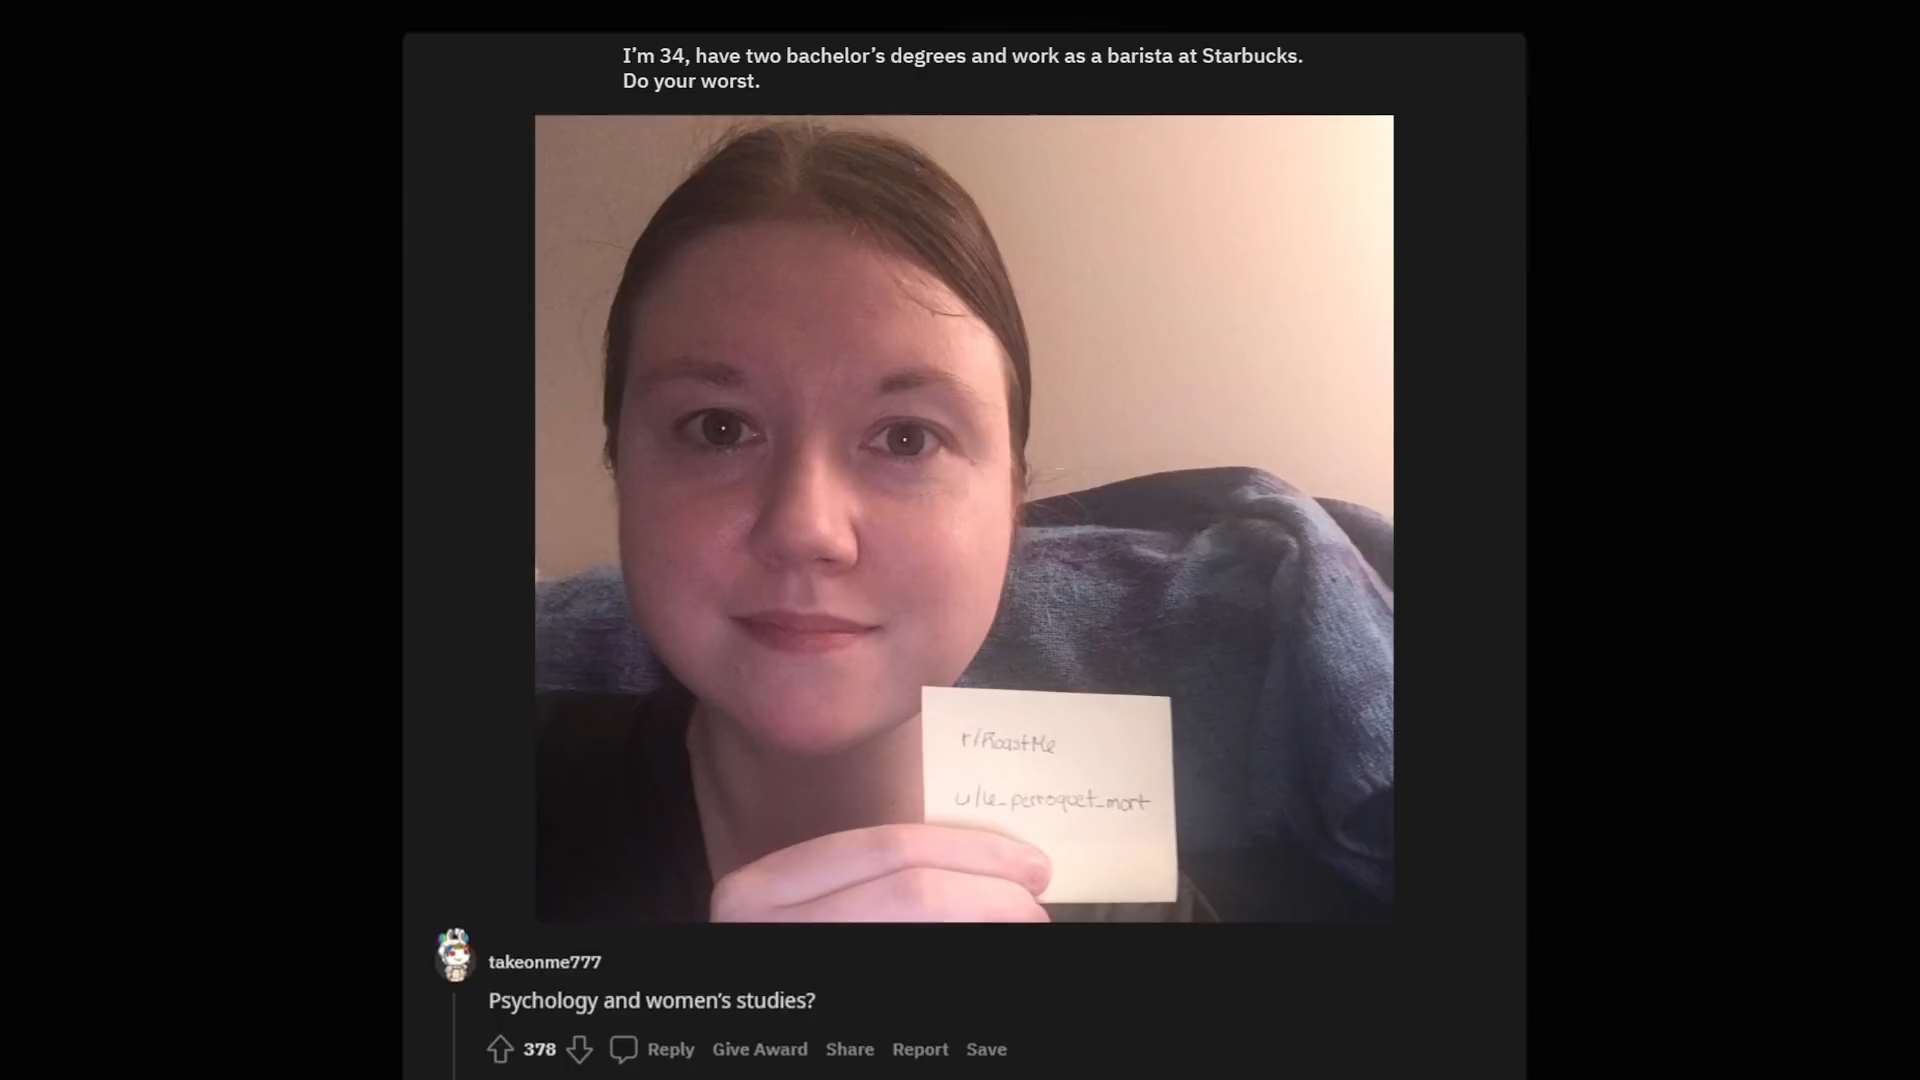 I’m 34, have two bachelor’s degrees and work as a barista at Starbucks.
Do your worst.
r/RoastMe
u/le_perroquet_mort
takeonme777
Psychology and women’s studies?
378 Reply Give Award Share Report Save